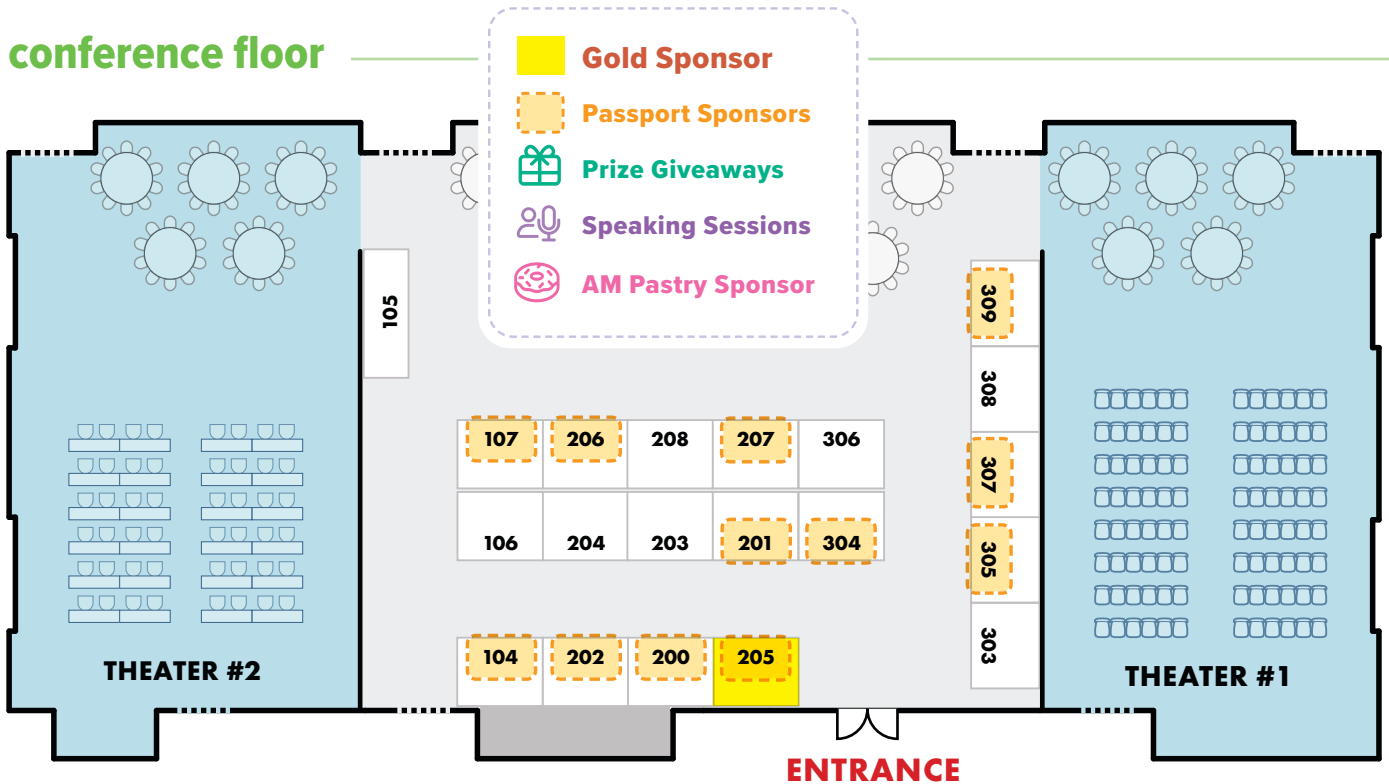 conference floor
Gold Sponsor
Passport Sponsors
Prize Giveaways
Speaking Sessions
AM Pastry Sponsor
105
309
308
307
305
303
107 206 208 207 306
106 204 203 201 304
104 202 200 205
THEATER #2
THEATER #1
ENTRANCE